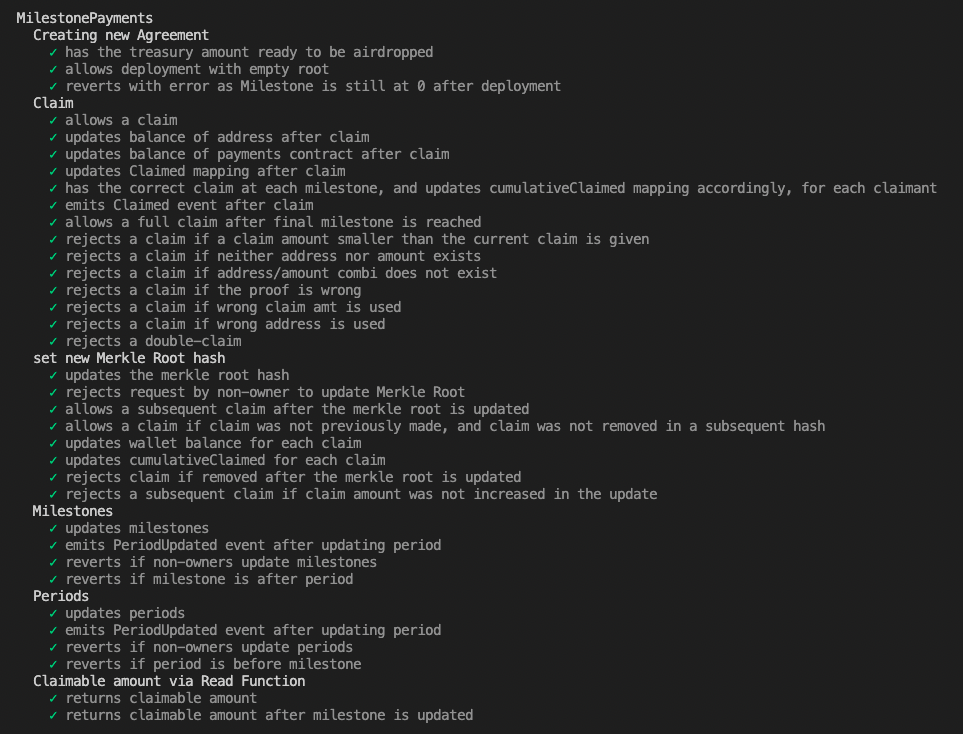 MilestonePayments
Creating new Agreement
✓ has the treasury amount ready to be airdropped
✓ allows deployment with empty root
✓ reverts with error as Milestone is still at 0 after deployment
Claim
✓ allows a claim
✓ updates balance of address after claim
✓ updates balance of payments contract after claim
✓ updates Claimed mapping after claim
✓ has the correct claim at each milestone, and updates cumulativeClaimed mapping accordingly, for each claimant
✓ emits Claimed event after claim
✓ allows a full claim after final milestone is reached
✓ rejects a claim if a claim amount smaller than the current claim is given
✓ rejects a claim if neither address nor amount exists
✓ rejects a claim if address/amount combi does not exist
✓ rejects a claim if the proof is wrong
✓ rejects a claim if wrong claim amt is used
✓ rejects a claim if wrong address is used
✓ rejects a double-claim
set new Merkle Root hash
✓ updates the merkle root hash
✓ rejects request by non-owner to update Merkle Root
✓ allows a subsequent claim after the merkle root is updated
✓ allows a claim if claim was not previously made, and claim was not removed in a subsequent hash
✓ updates wallet balance for each claim
✓ updates cumulativeClaimed for each claim
✓ rejects claim if removed after the merkle root is updated
✓ rejects a subsequent claim if claim amount was not increased in the update
Milestones
✓ updates milestones
✓ emits PeriodUpdated event after updating period
✓ reverts if non-owners update milestones
✓ reverts if milestone is after period
Periods
✓ updates periods
✓ emits PeriodUpdated event after updating period
✓ reverts if non-owners update periods
✓ reverts if period is before milestone
Claimable amount via Read Function
✓ returns claimable amount
✓ returns claimable amount after milestone is updated